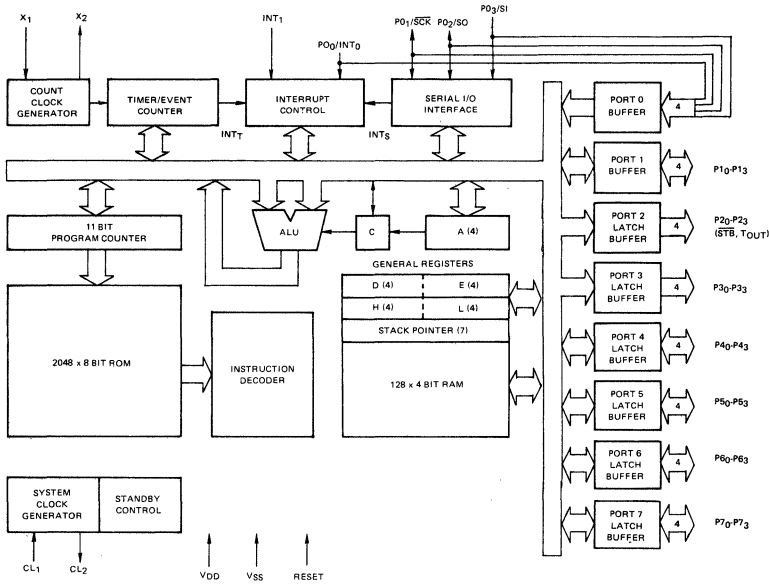 X1
X2
INT1
PO0/INT0
PO1/SCK
PO2/SO
PO3/SI
COUNT
CLOCK
GENERATOR
TIMER/EVENT
COUNTER
INTERRUPT
CONTROL
SERIAL I/O
INTERFACE
INTT
INTS
PORT 0
BUFFER
4
PORT 1
BUFFER
4
P10-P13
PORT 2
LATCH
BUFFER
4
P20-P23
(STB, TOUT)
PORT 3
LATCH
BUFFER
4
P30-P33
PORT 4
LATCH
BUFFER
4
P40-P43
PORT 5
LATCH
BUFFER
4
P50-P53
PORT 6
LATCH
BUFFER
4
P60-P63
PORT 7
LATCH
BUFFER
4
P70-P73
11 BIT
PROGRAM COUNTER
ALU
C
A (4)
GENERAL REGISTERS
D (4)
E (4)
H (4)
L (4)
STACK POINTER (7)
2048 x 8 BIT ROM
INSTRUCTION
DECODER
128 x 4 BIT RAM
SYSTEM
CLOCK
GENERATOR
STANDBY
CONTROL
CL1
CL2
VDD
VSS
RESET